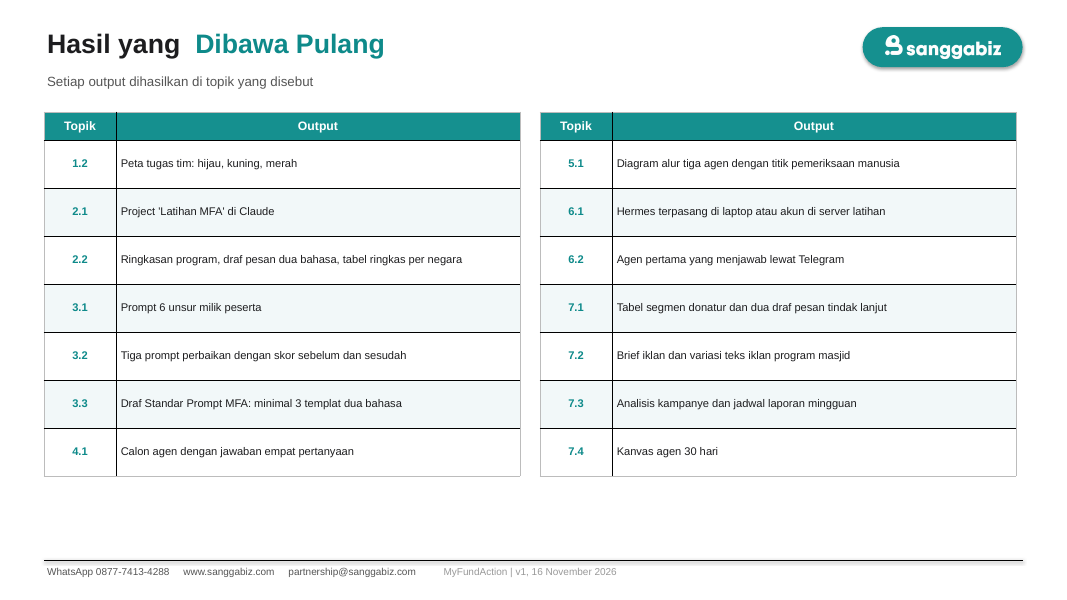 Hasil yang Dibawa Pulang
sanggabiz
Setiap output dihasilkan di topik yang disebut
Topik Output
1.2 Peta tugas tim: hijau, kuning, merah
2.1 Project 'Latihan MFA' di Claude
2.2 Ringkasan program, draf pesan dua bahasa, tabel ringkas per negara
3.1 Prompt 6 unsur milik peserta
3.2 Tiga prompt perbaikan dengan skor sebelum dan sesudah
3.3 Draf Standar Prompt MFA: minimal 3 templat dua bahasa
4.1 Calon agen dengan jawaban empat pertanyaan
Topik Output
5.1 Diagram alur tiga agen dengan titik pemeriksaan manusia
6.1 Hermes terpasang di laptop atau akun di server latihan
6.2 Agen pertama yang menjawab lewat Telegram
7.1 Tabel segmen donatur dan dua draf pesan tindak lanjut
7.2 Brief iklan dan variasi teks iklan program masjid
7.3 Analisis kampanye dan jadwal laporan mingguan
7.4 Kanvas agen 30 hari
WhatsApp 0877-7413-4288 www.sanggabiz.com partnership@sanggabiz.com MyFundAction | v1, 16 November 2026